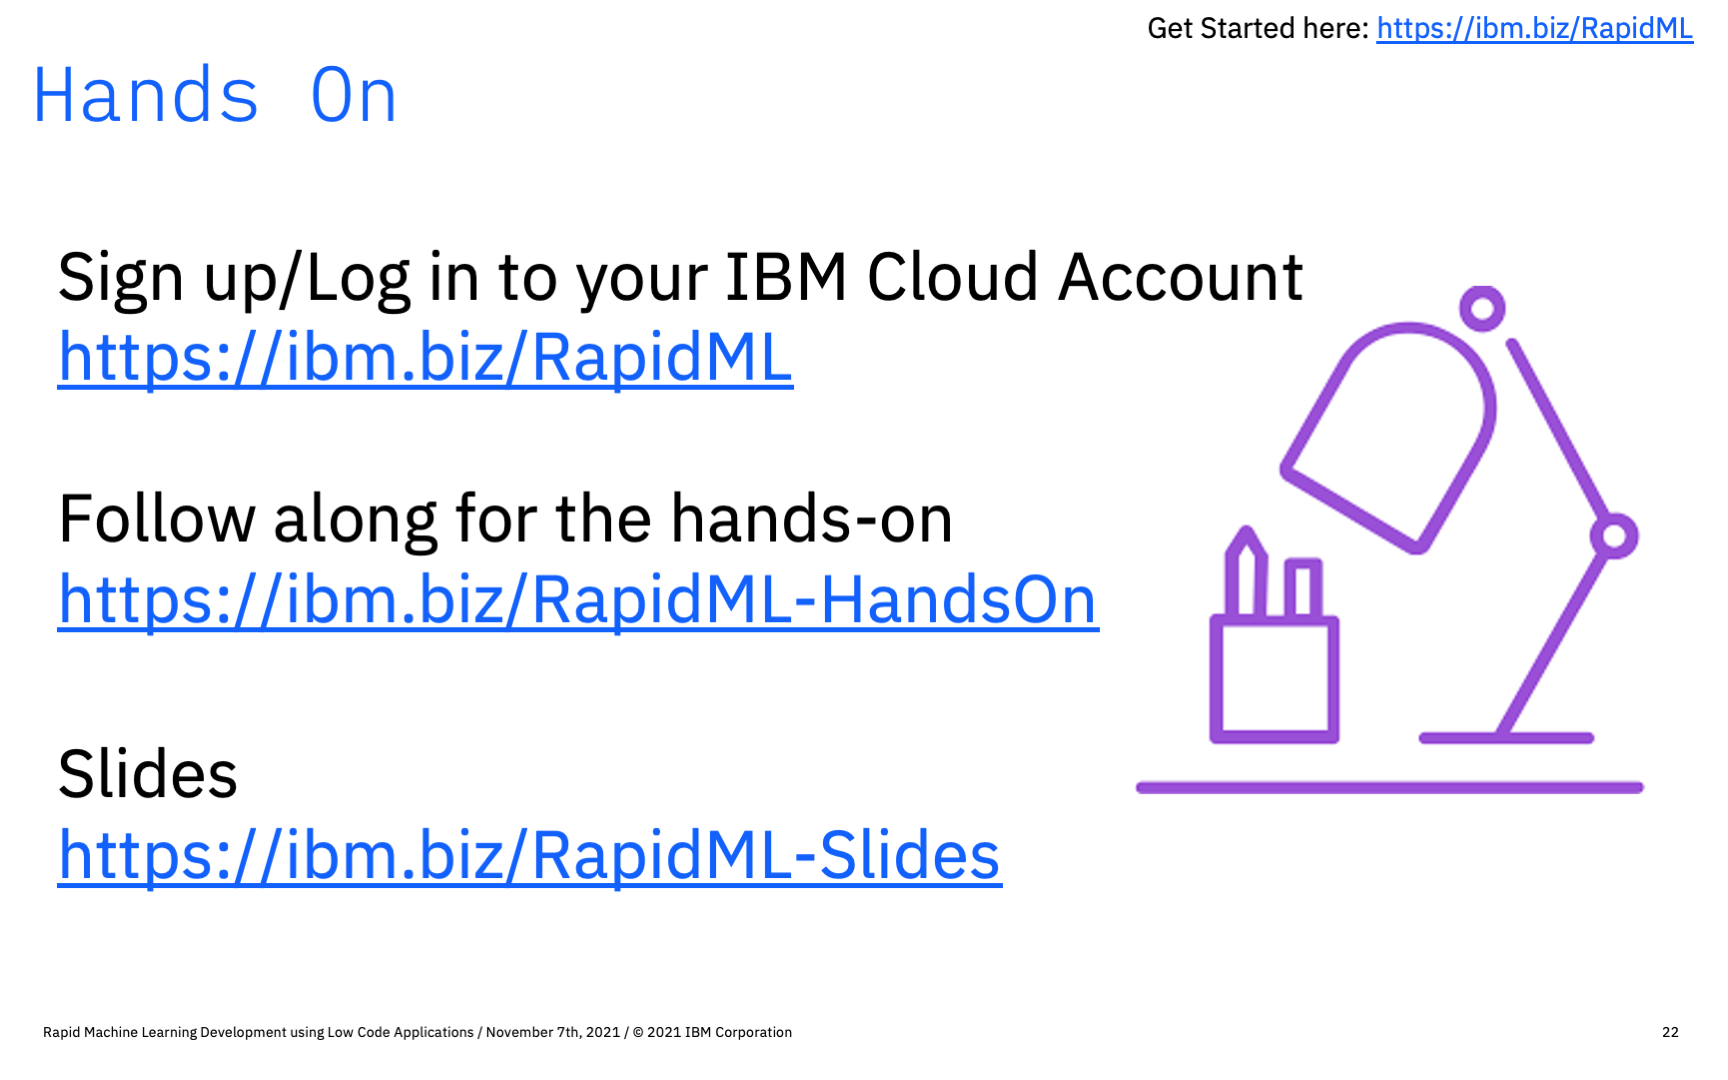 Get Started here: https://ibm.biz/RapidML
Hands On
Sign up/Log in to your IBM Cloud Account
https://ibm.biz/RapidML
Follow along for the hands-on
https://ibm.biz/RapidML-HandsOn
Slides
https://ibm.biz/RapidML-Slides
Rapid Machine Learning Development using Low Code Applications / November 7th, 2021 / © 2021 IBM Corporation
22